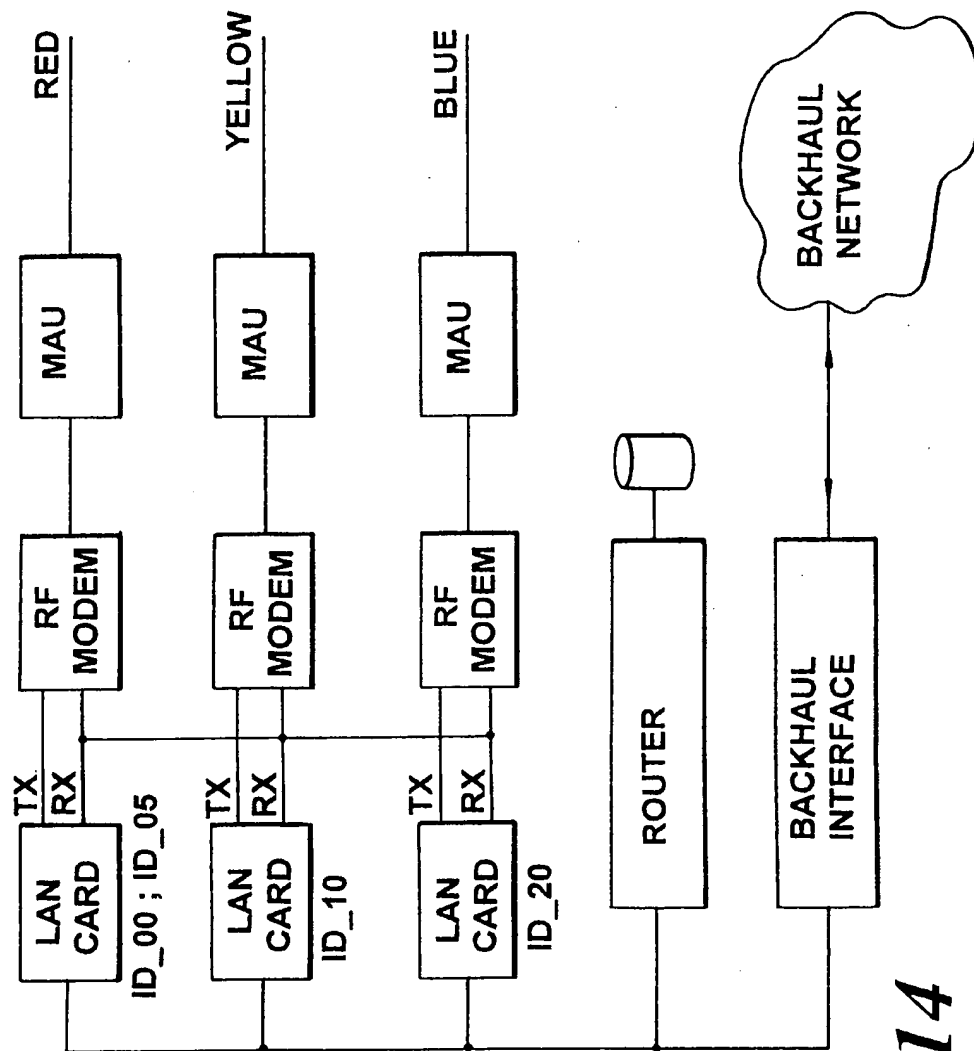 RED
MAU
RF
MODEM
TX
RX
LAN
CARD
ID_00 ; ID_05
YELLOW
MAU
RF
MODEM
TX
RX
LAN
CARD
ID_10
BLUE
MAU
RF
MODEM
TX
RX
LAN
CARD
ID_20
ROUTER
BACKHAUL
INTERFACE
BACKHAUL
NETWORK
14